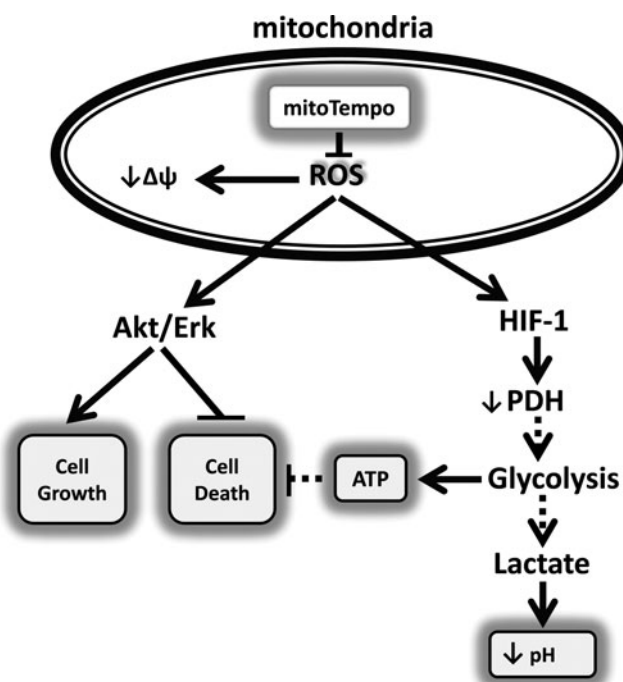 mitochondria
mitoTempo
↓Δψ
ROS
Akt/Erk
HIF-1
↓PDH
Cell
Growth
Cell
Death
ATP
Glycolysis
Lactate
↓ pH